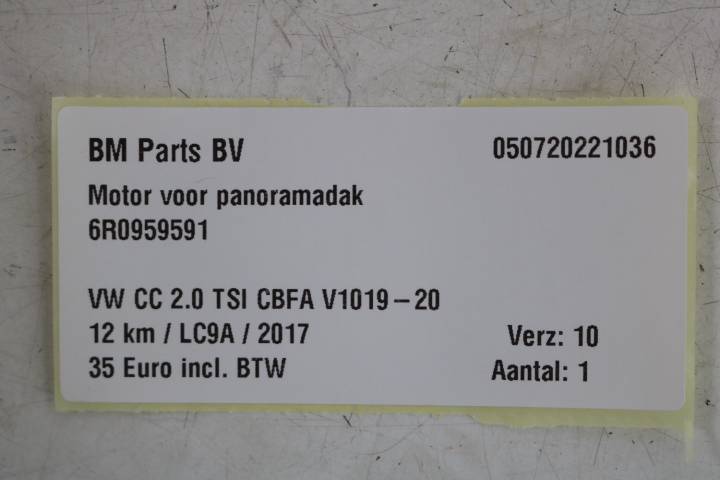 BM Parts BV 050720221036
Motor voor panoramadak
6R0959591
VW CC 2.0 TSI CBFA V1019-20
12 km / LC9A / 2017 Verz: 10
35 Euro incl. BTW Aantal: 1